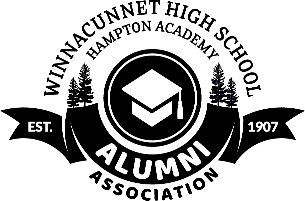 WINNACUNNET HIGH SCHOOL
HAMPTON ACADEMY
EST.
1907
ALUMNI
ASSOCIATION